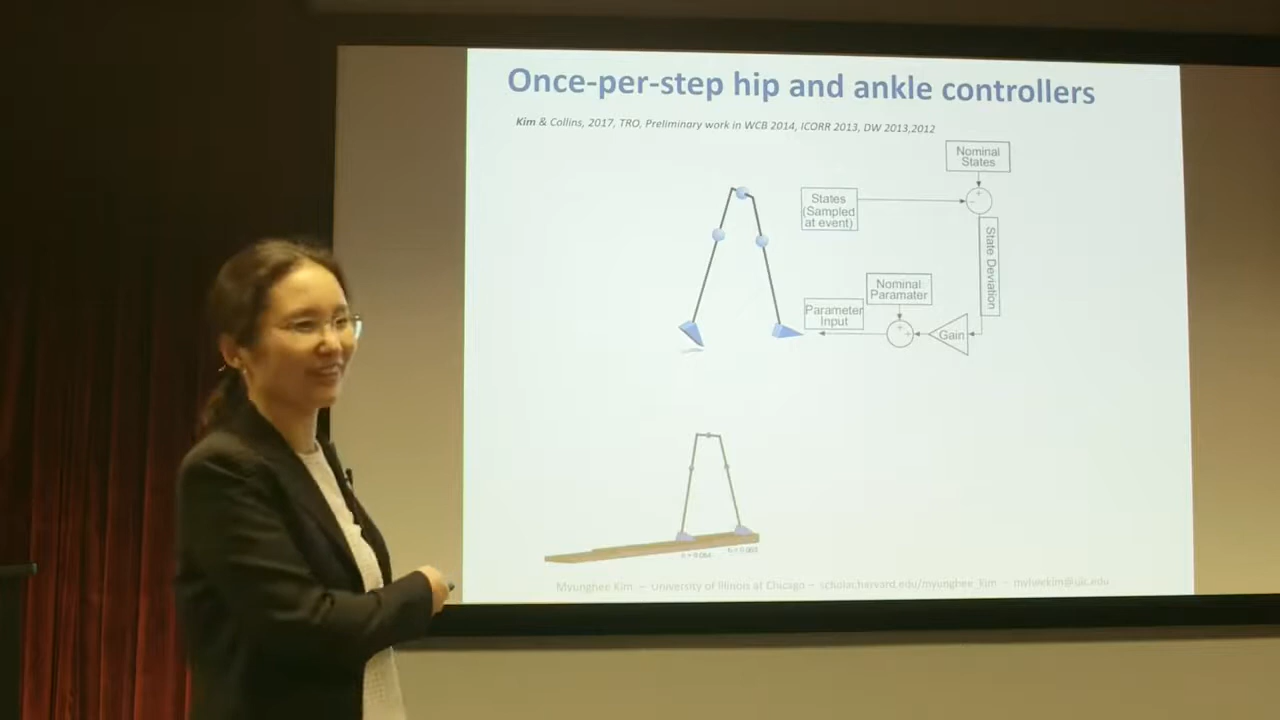 Once-per-step hip and ankle controllers
Kim & Collins, 2017, TRO, Preliminary work in WCB 2014, ICORR 2013, DW 2013,2012
Nominal
States
States
(Sampled
at event)
State Deviation
Nominal
Paramater
Parameter
Input
Gain
Myunghee Kim – University of Illinois at Chicago – scholar.harvard.edu/myunghee_kim – myheekim@uic.edu